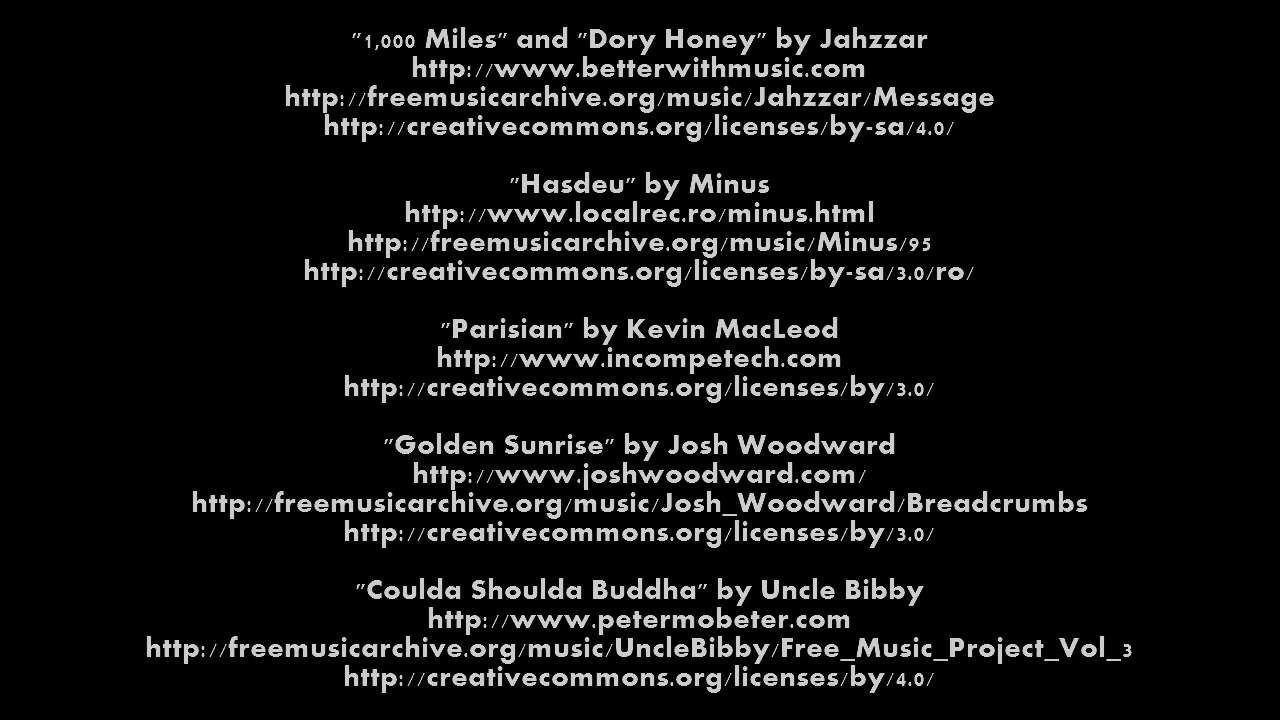 "1,000 Miles" and "Dory Honey" by Jahzzar
http://www.betterwithmusic.com
http://freemusicarchive.org/music/Jahzzar/Message
http://creativecommons.org/licenses/by-sa/4.0/
"Hasdeu" by Minus
http://www.localrec.ro/minus.html
http://freemusicarchive.org/music/Minus/95
http://creativecommons.org/licenses/by-sa/3.0/ro/
"Parisian" by Kevin MacLeod
http://www.incompetech.com
http://creativecommons.org/licenses/by/3.0/
"Golden Sunrise" by Josh Woodward
http://www.joshwoodward.com/
http://freemusicarchive.org/music/Josh_Woodward/Breadcrumbs
http://creativecommons.org/licenses/by/3.0/
"Coulda Shoulda Buddha" by Uncle Bibby
http://www.petermobeter.com
http://freemusicarchive.org/music/UncleBibby/Free_Music_Project_Vol_3
http://creativecommons.org/licenses/by/4.0/